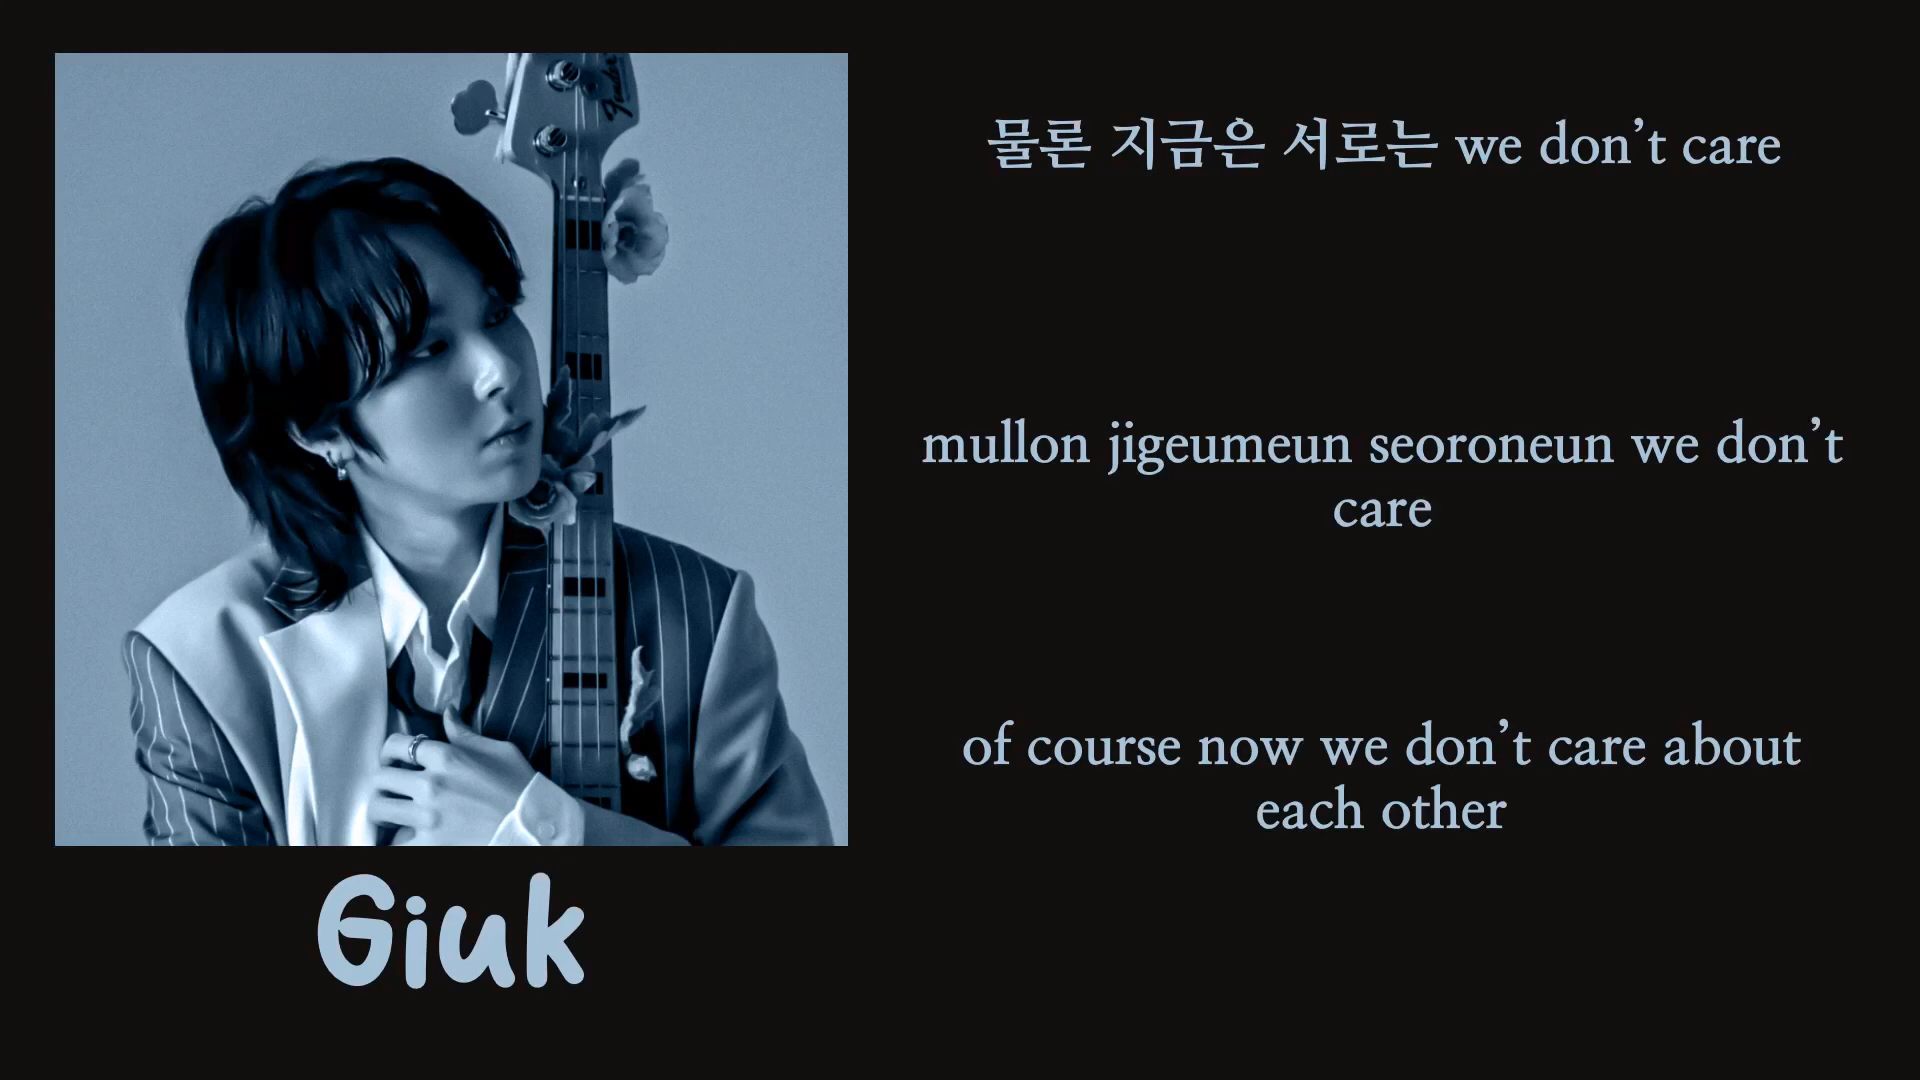 Fender
물론 지금은 서로는 we don’t care
mullon jigeumeun seoroneun we don’t
care
of course now we don’t care about
each other
Giuk